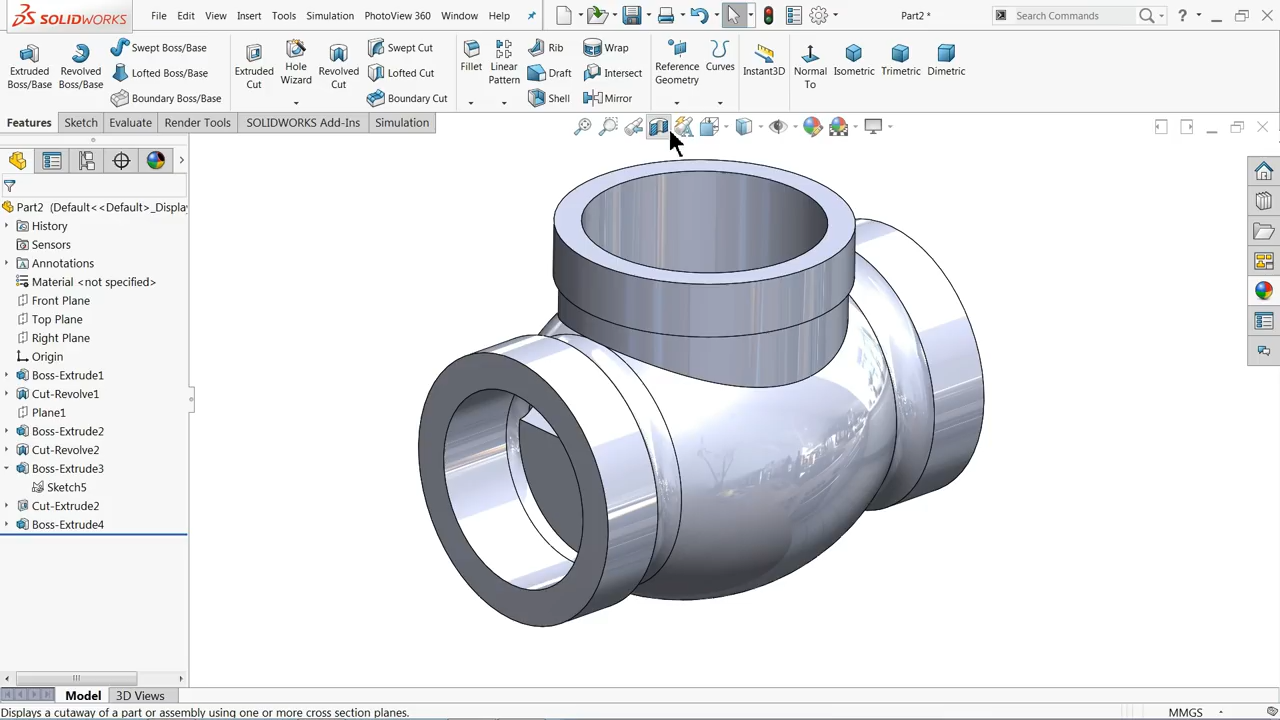 SOLIDWORKS
File Edit View Insert Tools Simulation PhotoView 360 Window Help
Part2 *
Search Commands
Extruded Boss/Base
Revolved Boss/Base
Swept Boss/Base
Lofted Boss/Base
Boundary Boss/Base
Extruded Cut
Hole Wizard
Revolved Cut
Swept Cut
Lofted Cut
Boundary Cut
Fillet
Linear Pattern
Rib
Draft
Shell
Wrap
Intersect
Mirror
Reference Geometry
Curves
Instant3D
Normal To
Isometric
Trimetric
Dimetric
Features Sketch Evaluate Render Tools SOLIDWORKS Add-Ins Simulation
Part2 (Default<<Default>_Displa
History
Sensors
Annotations
Material <not specified>
Front Plane
Top Plane
Right Plane
Origin
Boss-Extrude1
Cut-Revolve1
Plane1
Boss-Extrude2
Cut-Revolve2
Boss-Extrude3
Sketch5
Cut-Extrude2
Boss-Extrude4
Model 3D Views
Displays a cutaway of a part or assembly using one or more cross section planes.
MMGS